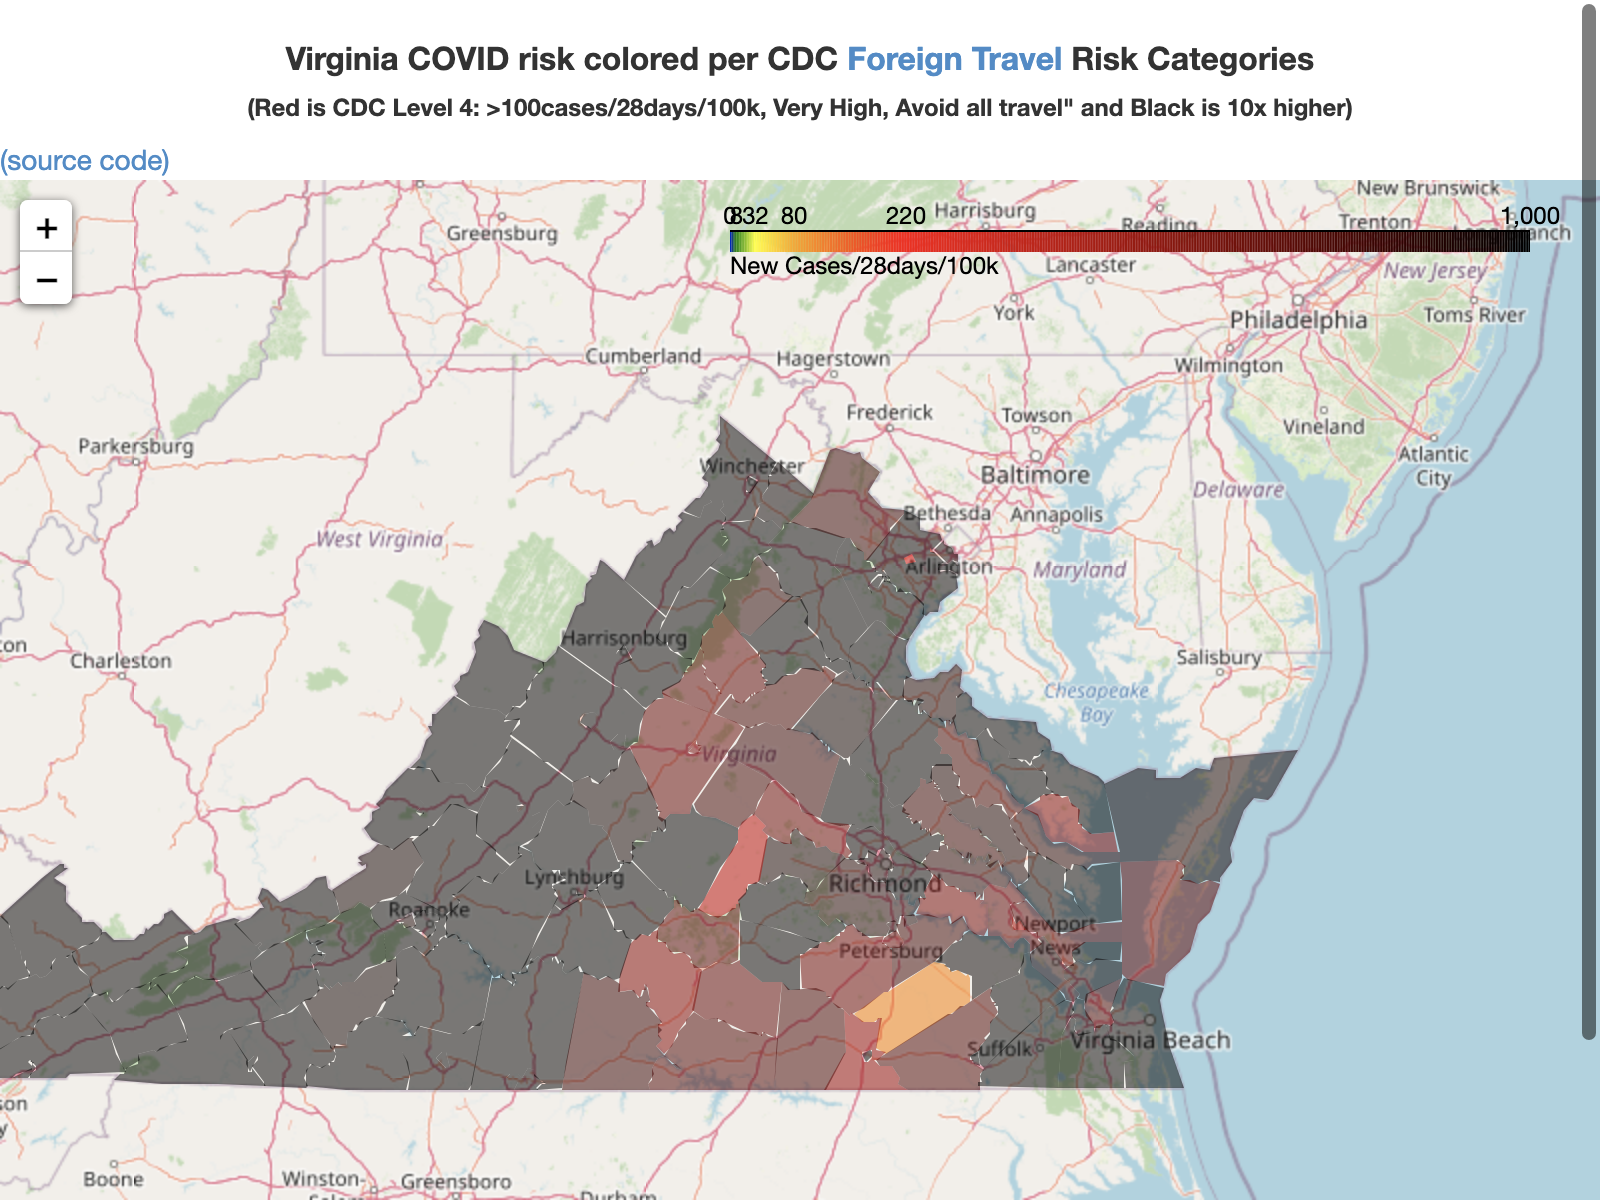 Virginia COVID risk colored per CDC Foreign Travel Risk Categories
(Red is CDC Level 4: >100cases/28days/100k, Very High, Avoid all travel" and Black is 10x higher)
(source code)
+
−
0 8 32 80 220 1,000
New Cases/28days/100k
New Brunswick
Harrisburg
Reading
Trenton
Long Branch
Greensburg
Lancaster
New Jersey
York
Philadelphia
Toms River
Cumberland
Hagerstown
Wilmington
Frederick
Towson
Vineland
Parkersburg
Atlantic
City
Winchester
Baltimore
Delaware
Bethesda
Annapolis
West Virginia
Arlington
Maryland
Harrisonburg
ton
Charleston
Salisbury
Chesapeake
Bay
Virginia
Lynchburg
Richmond
Roanoke
Newport
News
Petersburg
Suffolk
Virginia Beach
son
y
Boone
Winston-
Salem
Greensboro
Durham